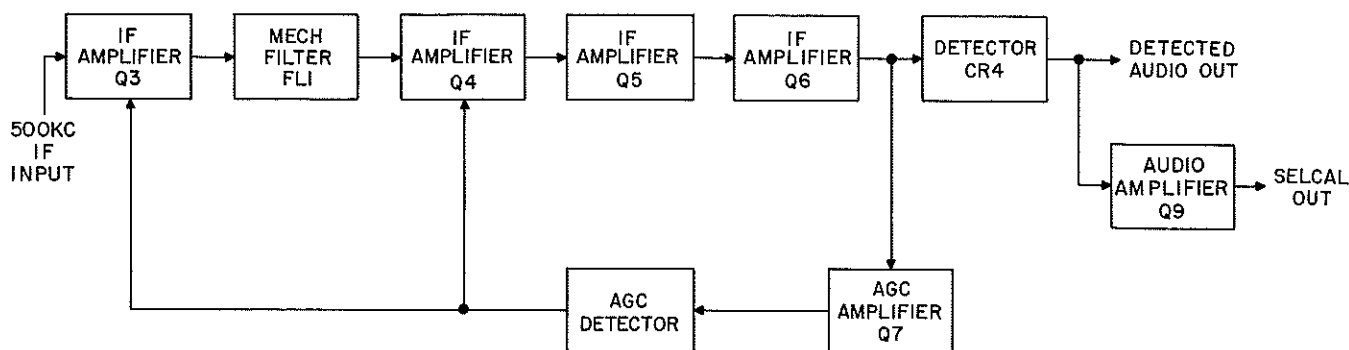 500KC
IF
INPUT
IF
AMPLIFIER
Q3
MECH
FILTER
FL1
IF
AMPLIFIER
Q4
IF
AMPLIFIER
Q5
IF
AMPLIFIER
Q6
DETECTOR
CR4
DETECTED
AUDIO OUT
AUDIO
AMPLIFIER
Q9
SELCAL
OUT
AGC
DETECTOR
AGC
AMPLIFIER
Q7